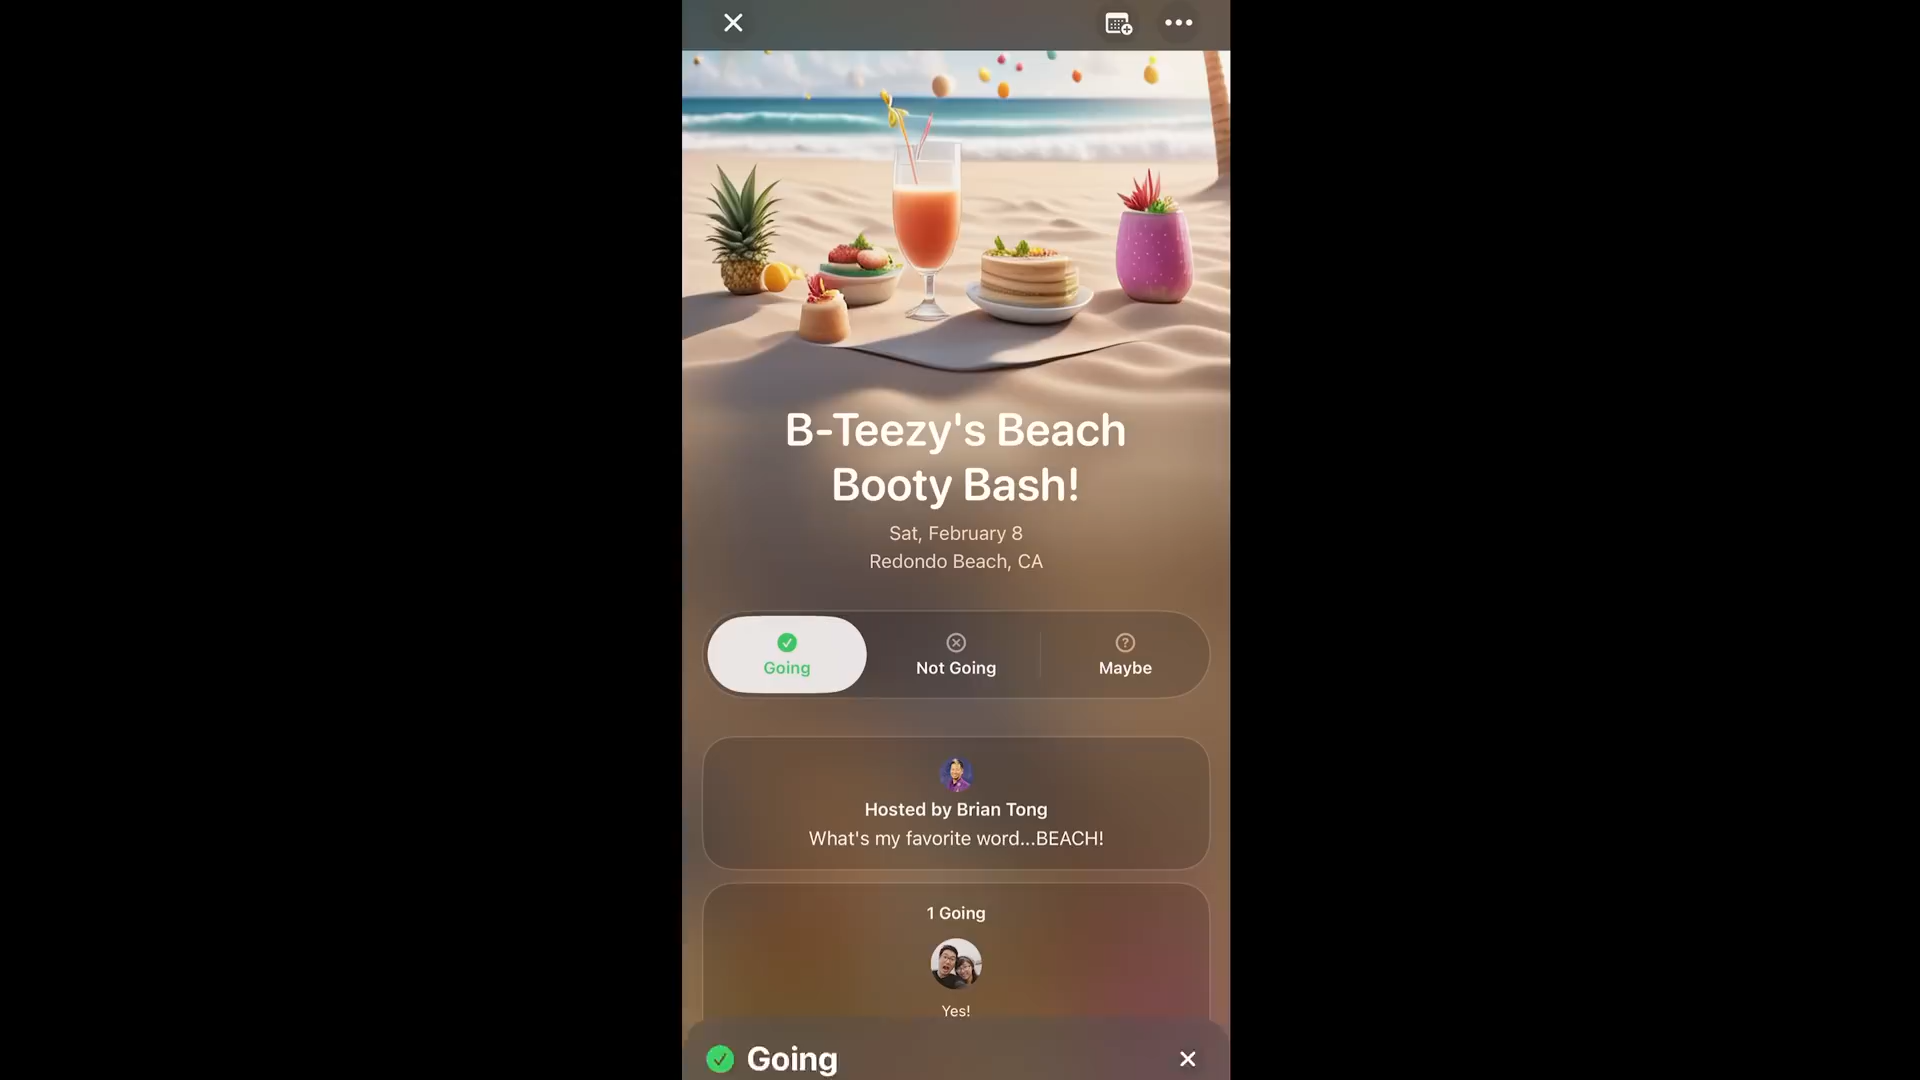 B-Teezy's Beach
Booty Bash!
Sat, February 8
Redondo Beach, CA
Going
Not Going
Maybe
Hosted by Brian Tong
What's my favorite word...BEACH!
1 Going
Yes!
Going